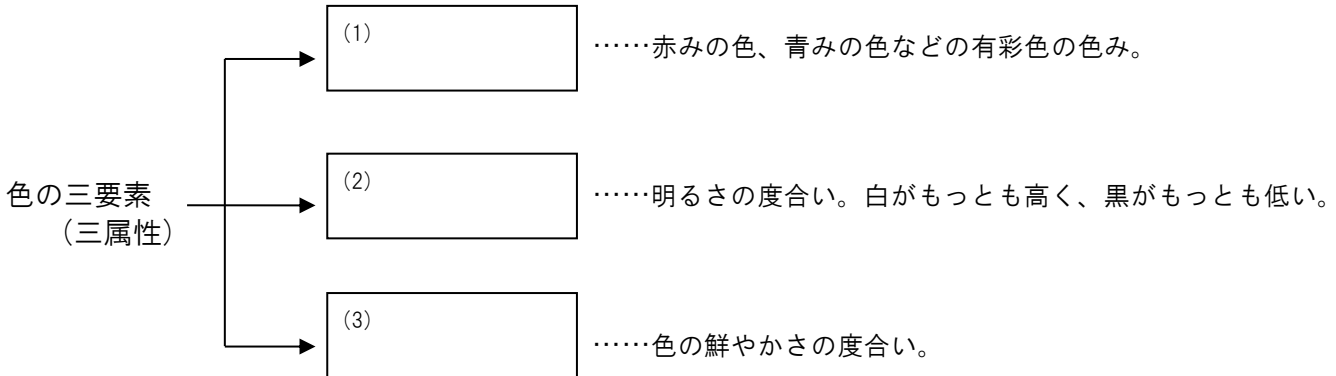 (1)
……赤みの色、青みの色などの有彩色の色み。
(2)
……明るさの度合い。白がもっとも高く、黒がもっとも低い。
色の三要素
(三属性)
(3)
……色の鮮やかさの度合い。